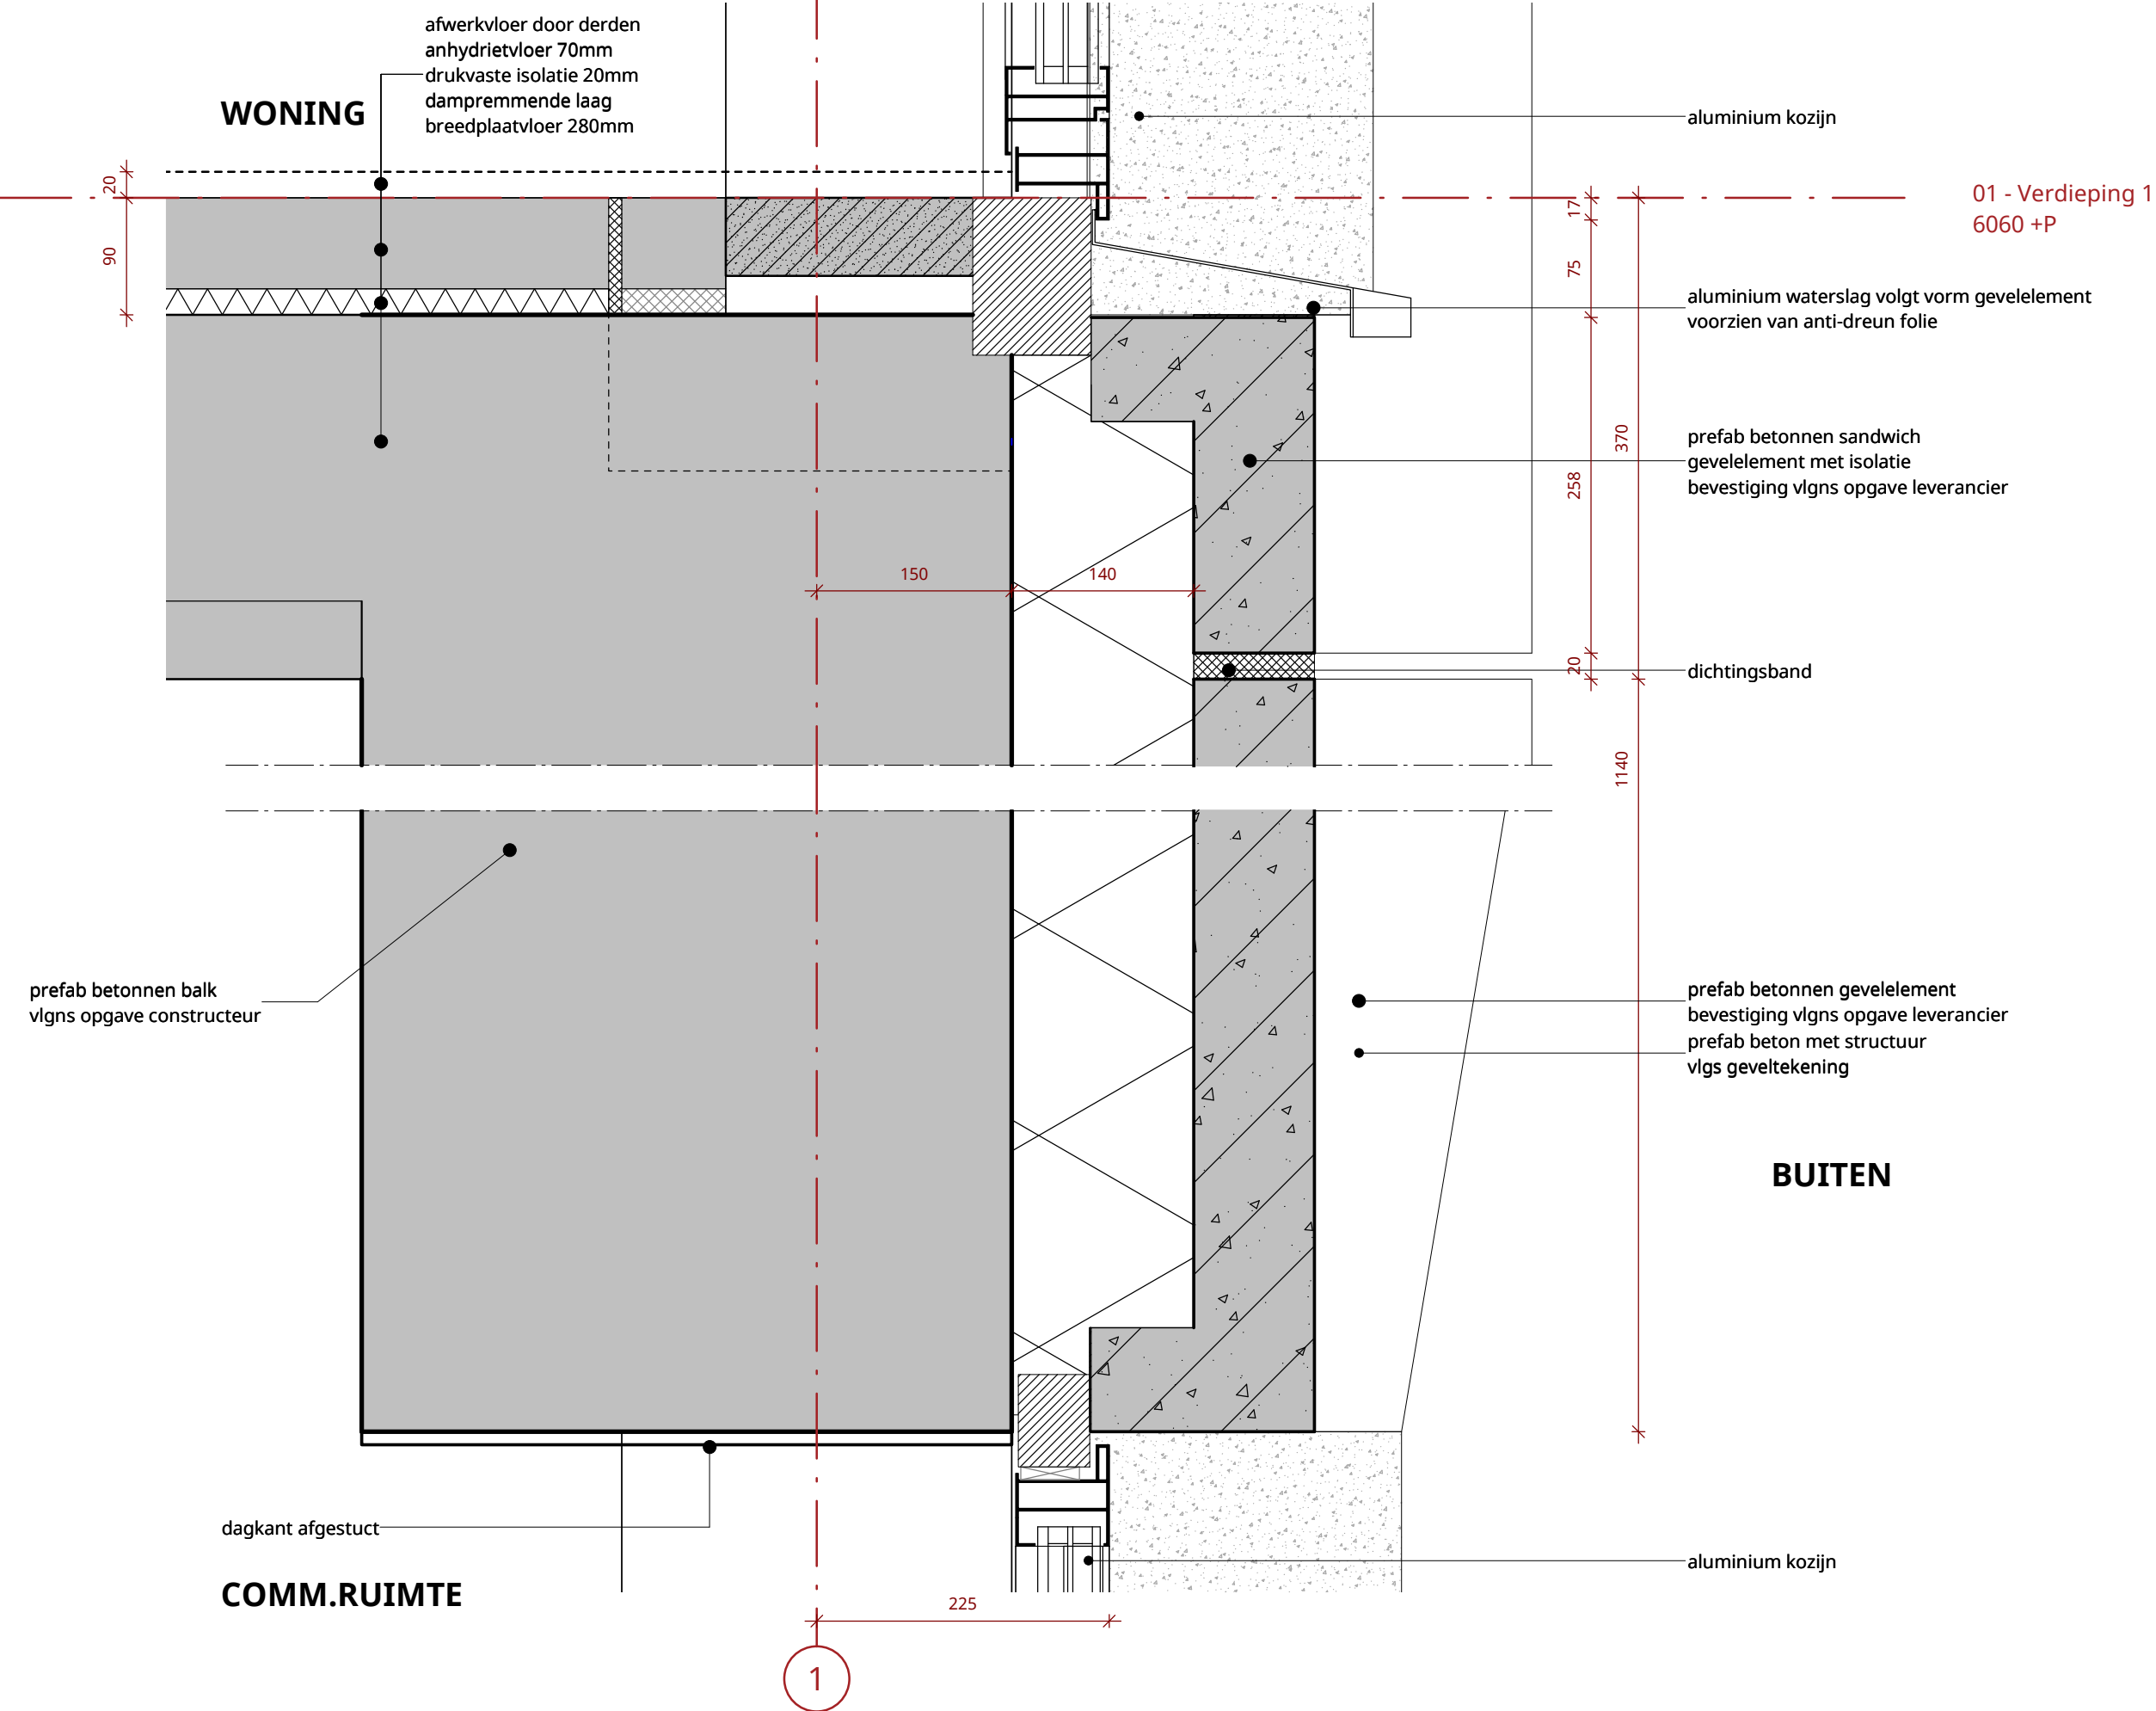 afwerkvloer door derden
anhydrietvloer 70mm
drukvaste isolatie 20mm
dampremmende laag
breedplaatvloer 280mm
WONING
aluminium kozijn
20
90
01 - Verdieping 1
6060 +P
17
75
aluminium waterslag volgt vorm gevelelement
voorzien van anti-dreun folie
370
258
prefab betonnen sandwich
gevelelement met isolatie
bevestiging vlgns opgave leverancier
150
140
20
dichtingsband
1140
prefab betonnen balk
vlgns opgave constructeur
prefab betonnen gevelelement
bevestiging vlgns opgave leverancier
prefab beton met structuur
vlgs geveltekening
BUITEN
dagkant afgestuct
aluminium kozijn
COMM.RUIMTE
225
1